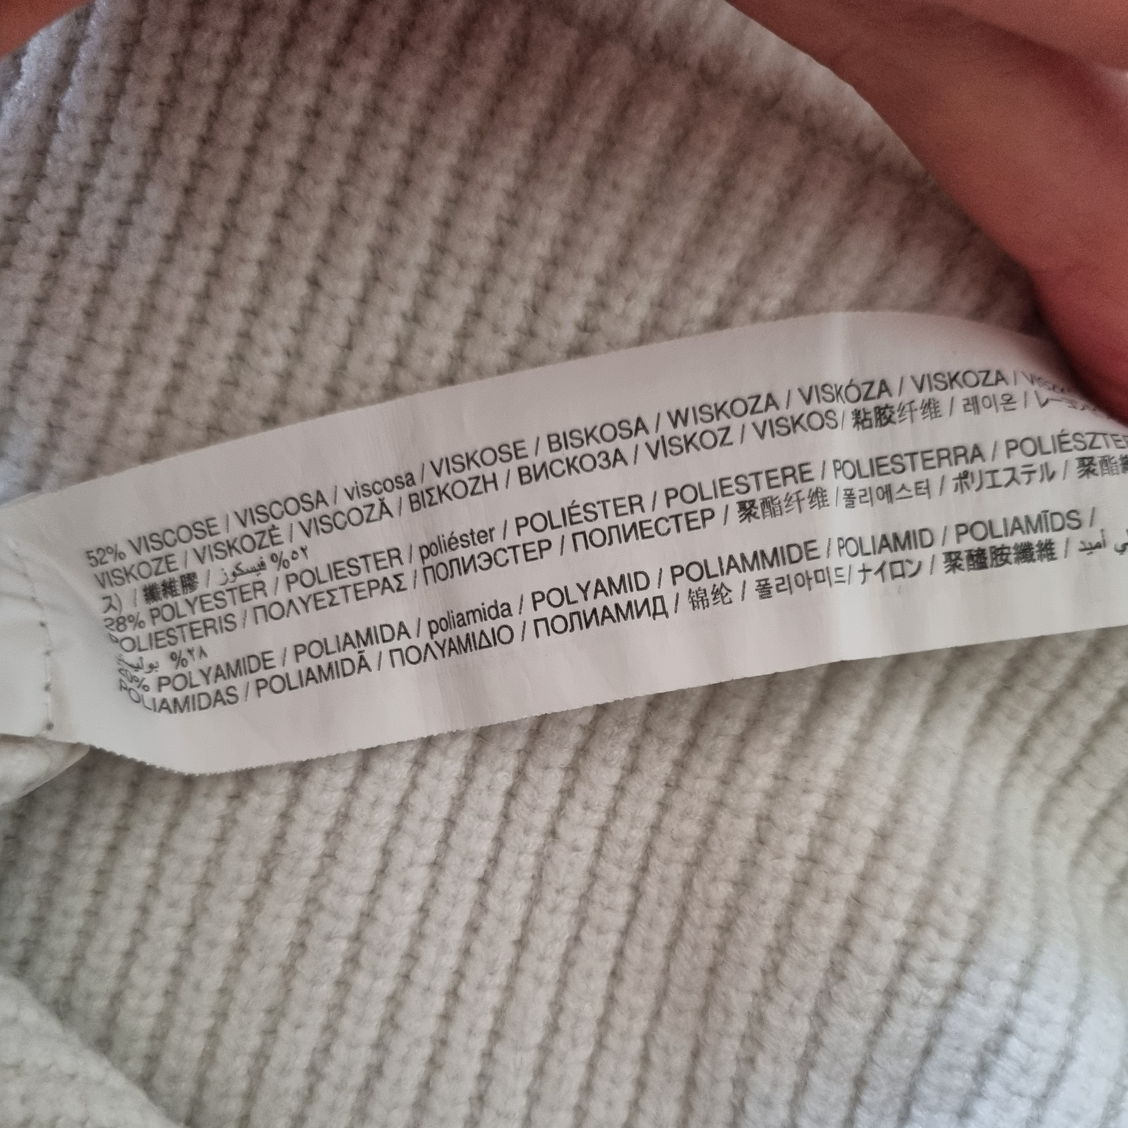 52% VISCOSE / VISCOSA / viscosa / VISKOSE / BISKOSA / WISKOZA / VISKÓZA / VISKOZA /
VISKOZE / VISKOZĖ / VISCOZĂ / ΒΙΣΚΟΖΗ / ВИСКОЗА / VİSKOZ / VISKOS / 粘胶纤维 / 레이온 /
ス) / 纖維膠 / فيسكوز %٥٢
28% POLYESTER / POLIESTER / poliéster / POLIÉSTER / POLIESTERE / POLIESTERRA / POLIÉSZTER
POLIESTERIS / ΠΟΛΥΕΣΤΕΡΑΣ / ПОЛИЭСТЕР / ПОЛИЕСТЕР / 聚酯纤维 / 폴리에스터 / ポリエステル / 聚酯
%٢٨
% POLYAMIDE / POLIAMIDA / poliamida / POLYAMID / POLIAMMIDE / POLIAMID / POLIAMĪDS /
POLIAMIDAS / POLIAMIDĂ / ΠΟΛΥΑΜΙΔΙΟ / ПОЛИАМИД / 锦纶 / 폴리아미드/ ナイロン / 聚醯胺纖維 / أميد